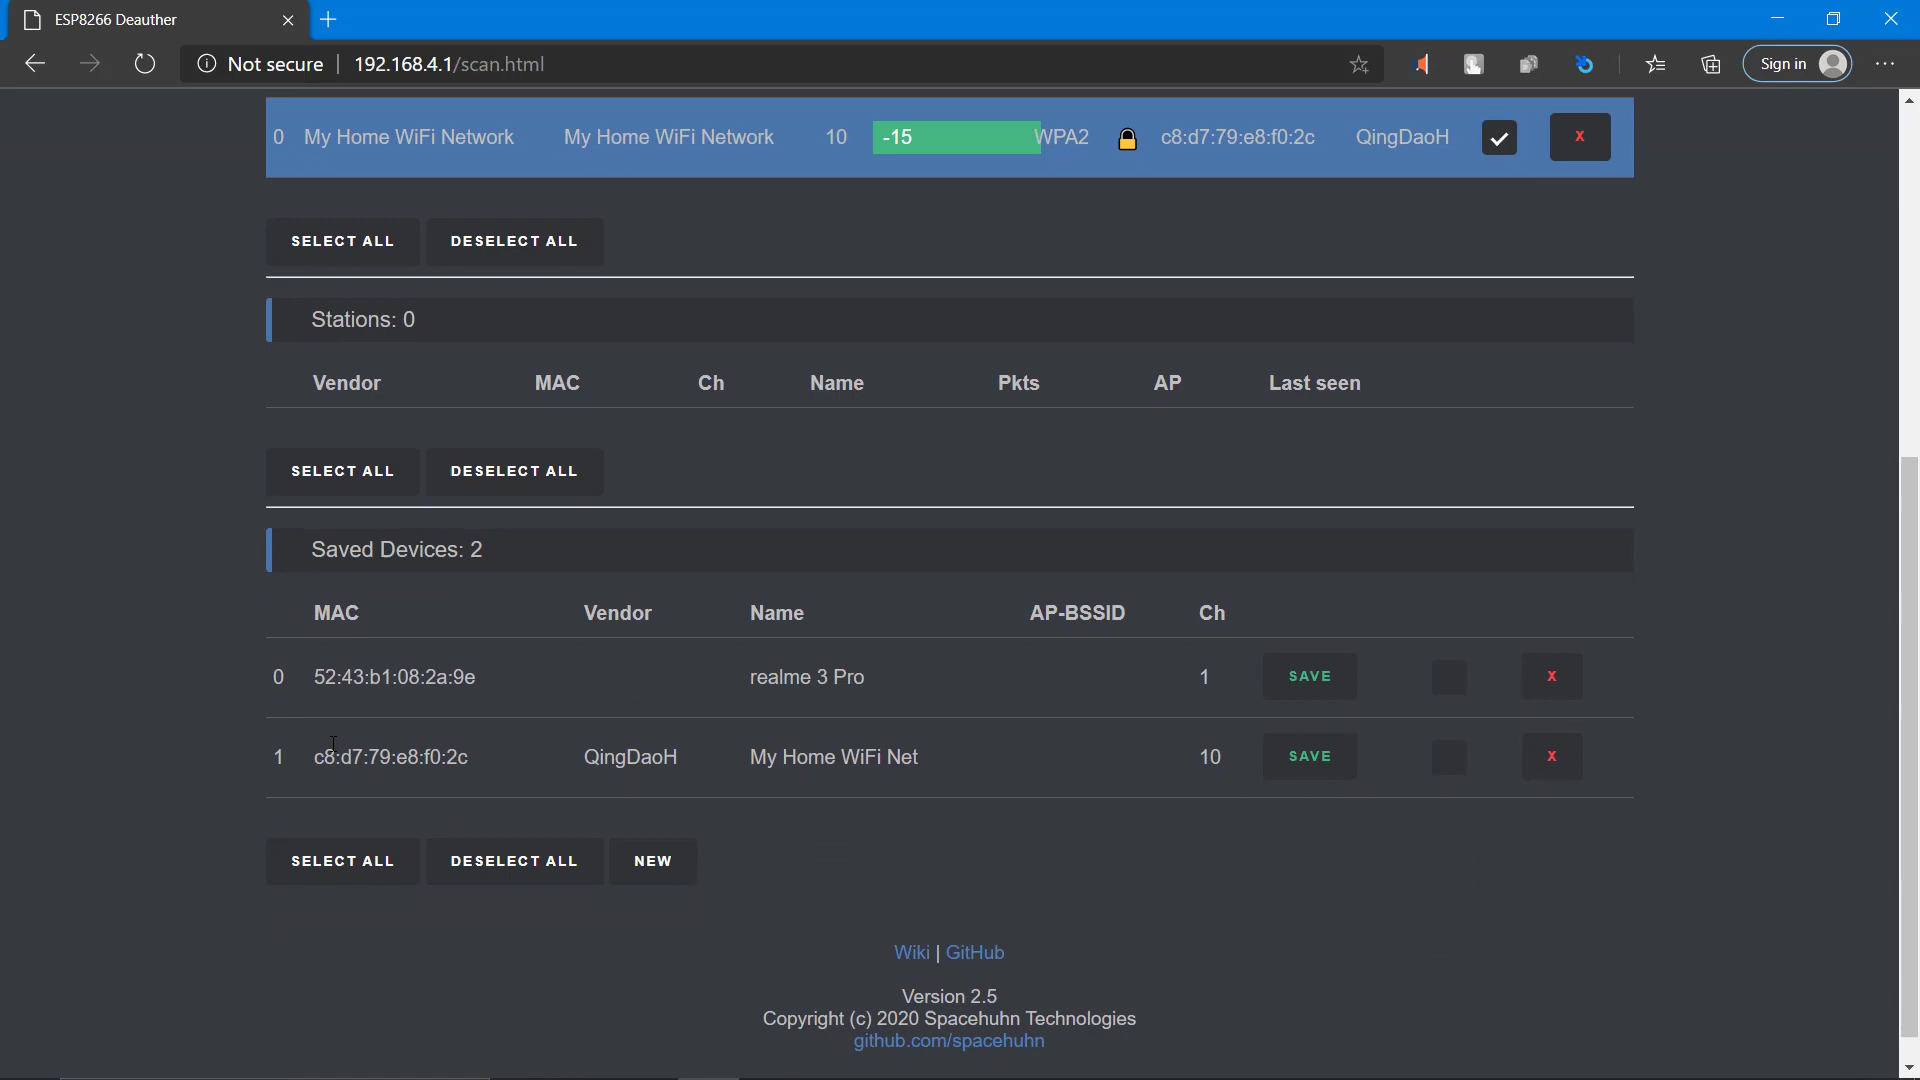 ESP8266 Deauther
Not secure | 192.168.4.1/scan.html
Sign in
0 My Home WiFi Network My Home WiFi Network 10 -15 WPA2 c8:d7:79:e8:f0:2c QingDaoH X
SELECT ALL DESELECT ALL
Stations: 0
Vendor MAC Ch Name Pkts AP Last seen
SELECT ALL DESELECT ALL
Saved Devices: 2
MAC Vendor Name AP-BSSID Ch
0 52:43:b1:08:2a:9e realme 3 Pro 1 SAVE X
1 c8:d7:79:e8:f0:2c QingDaoH My Home WiFi Net 10 SAVE X
SELECT ALL DESELECT ALL NEW
Wiki | GitHub
Version 2.5
Copyright (c) 2020 Spacehuhn Technologies
github.com/spacehuhn